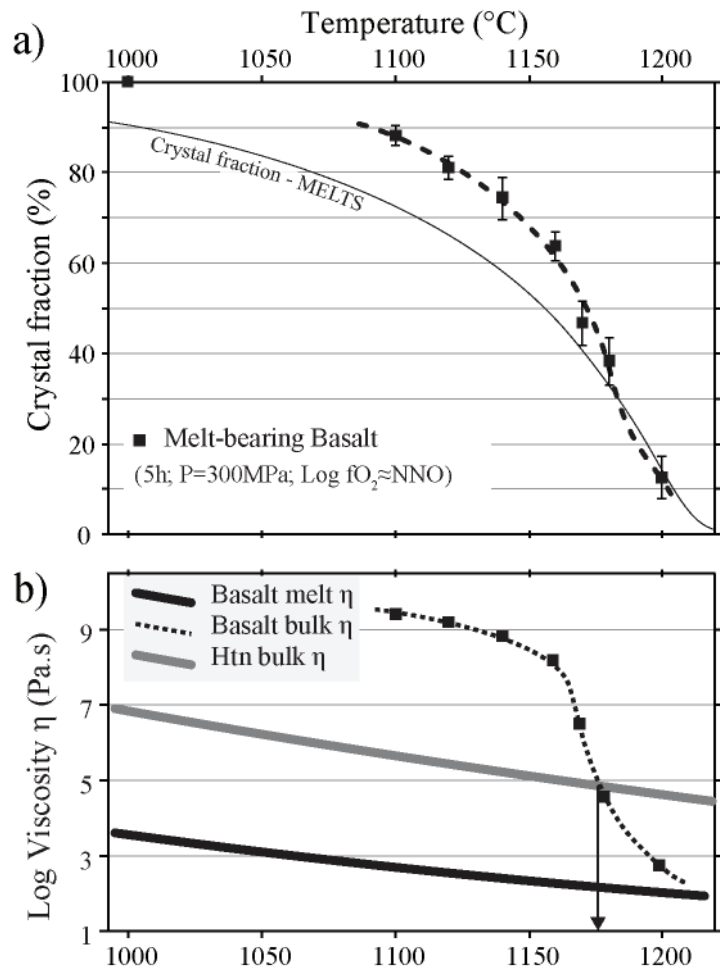 Temperature (°C)
a)
1000 1050 1100 1150 1200
100
80
60
40
20
0
Crystal fraction (%)
Crystal fraction - MELTS
Melt-bearing Basalt
(5h; P=300MPa; Log fO₂≈NNO)
b)
Basalt melt η
Basalt bulk η
Htn bulk η
9
7
5
3
1
Log Viscosity η (Pa.s)
1000 1050 1100 1150 1200